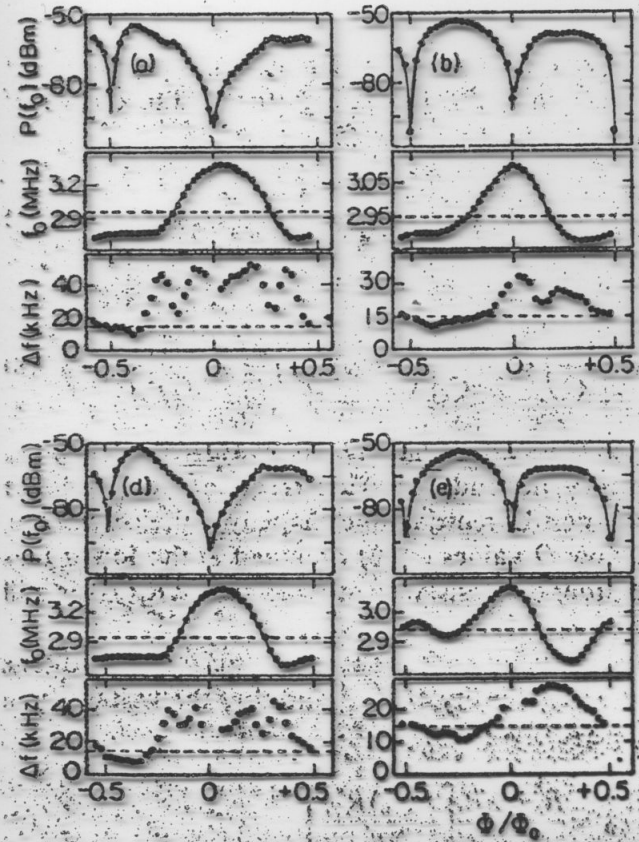 P(f₀)(dBm) -50 -80 (a)
-50 -80 (b)
f₀(MHz) 3.2 2.9
3.05 2.95
Δf(kHz) 40 20 0
30 15 0
-0.5 0 +0.5
-0.5 0 +0.5
P(f₀)(dBm) -50 -80 (d)
-50 -80 (e)
f₀(MHz) 3.2 2.9
3.0 2.9
Δf(kHz) 40 20 0
20 10 0
-0.5 0 +0.5
-0.5 0 +0.5
Φ/Φ₀